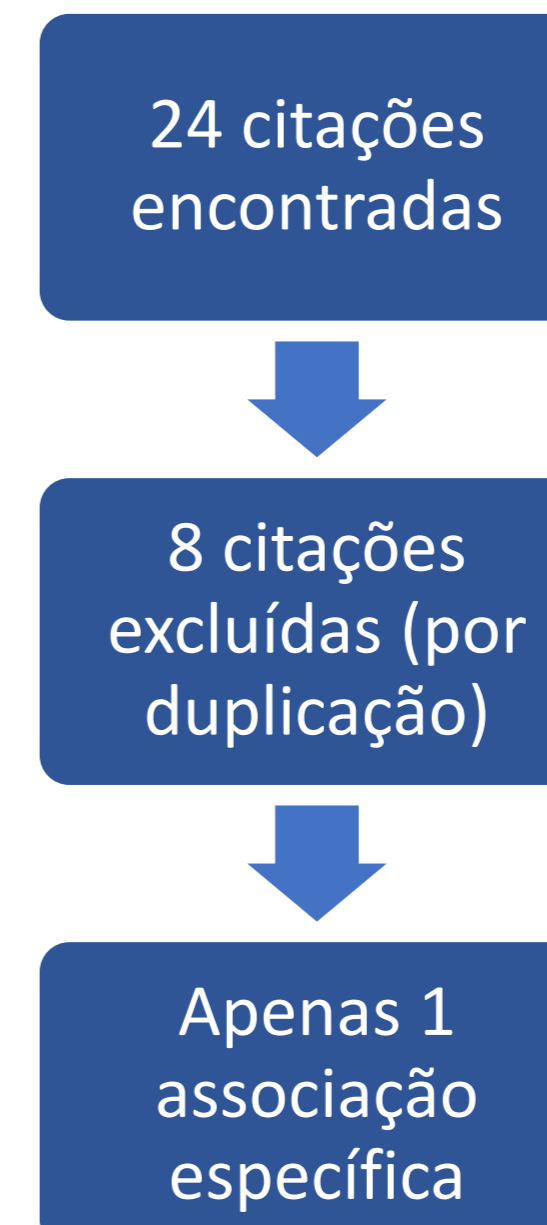 24 citações
encontradas
8 citações
excluídas (por
duplicação)
Apenas 1
associação
específica